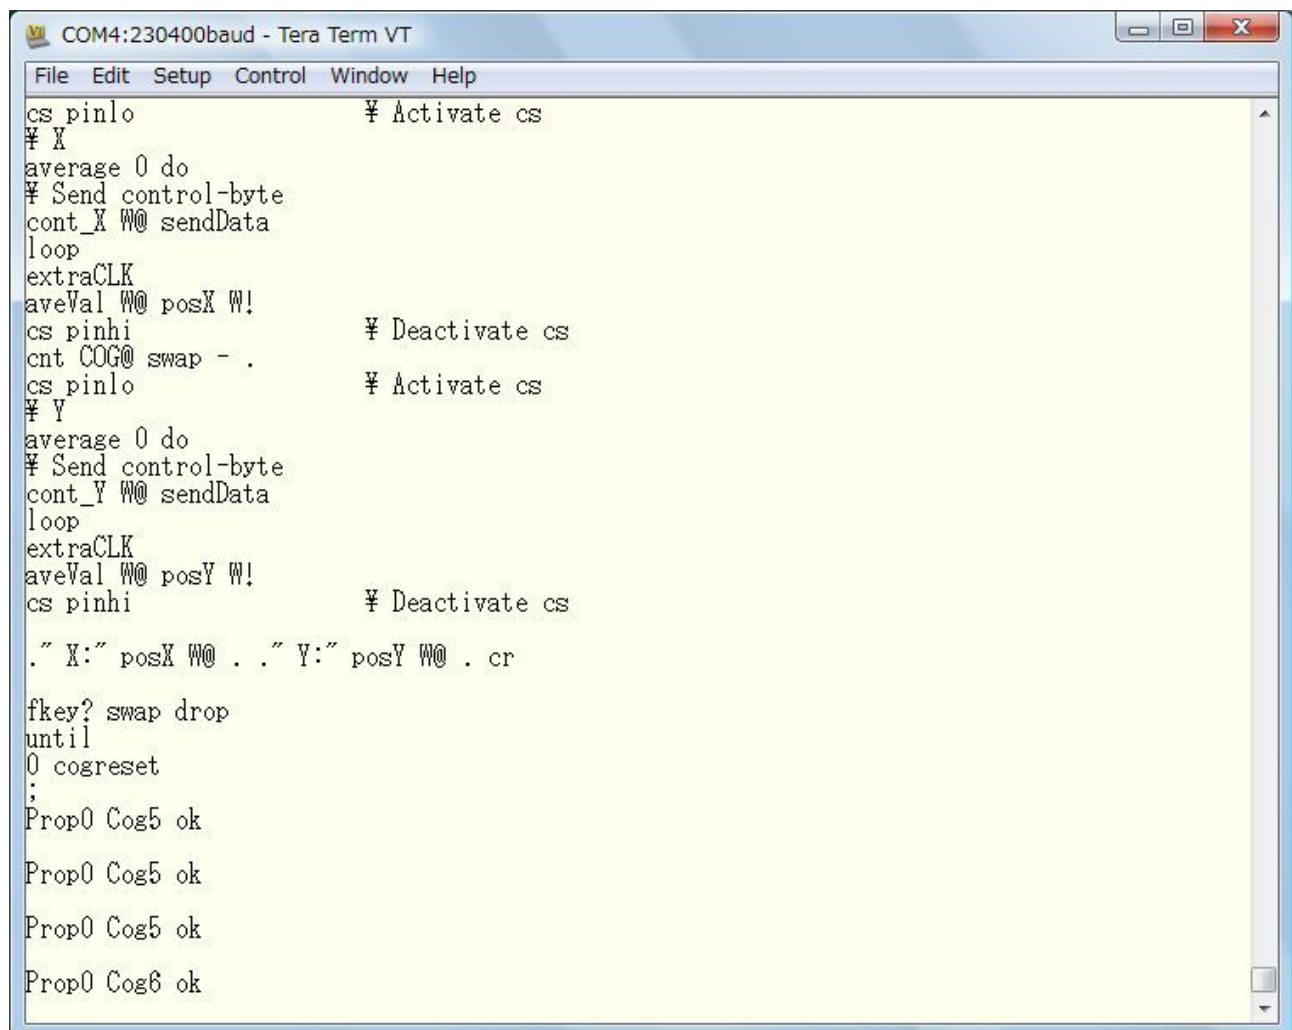 COM4:230400baud - Tera Term VT
File Edit Setup Control Window Help
cs pinlo ¥ Activate cs
¥ X
average 0 do
¥ Send control-byte
cont_X W@ sendData
loop
extraCLK
aveVal W@ posX W!
cs pinhi ¥ Deactivate cs
cnt COG@ swap - .
cs pinlo ¥ Activate cs
¥ Y
average 0 do
¥ Send control-byte
cont_Y W@ sendData
loop
extraCLK
aveVal W@ posY W!
cs pinhi ¥ Deactivate cs
." X:" posX W@ . ." Y:" posY W@ . cr
fkey? swap drop
until
0 cogreset
;
Prop0 Cog5 ok
Prop0 Cog5 ok
Prop0 Cog5 ok
Prop0 Cog6 ok